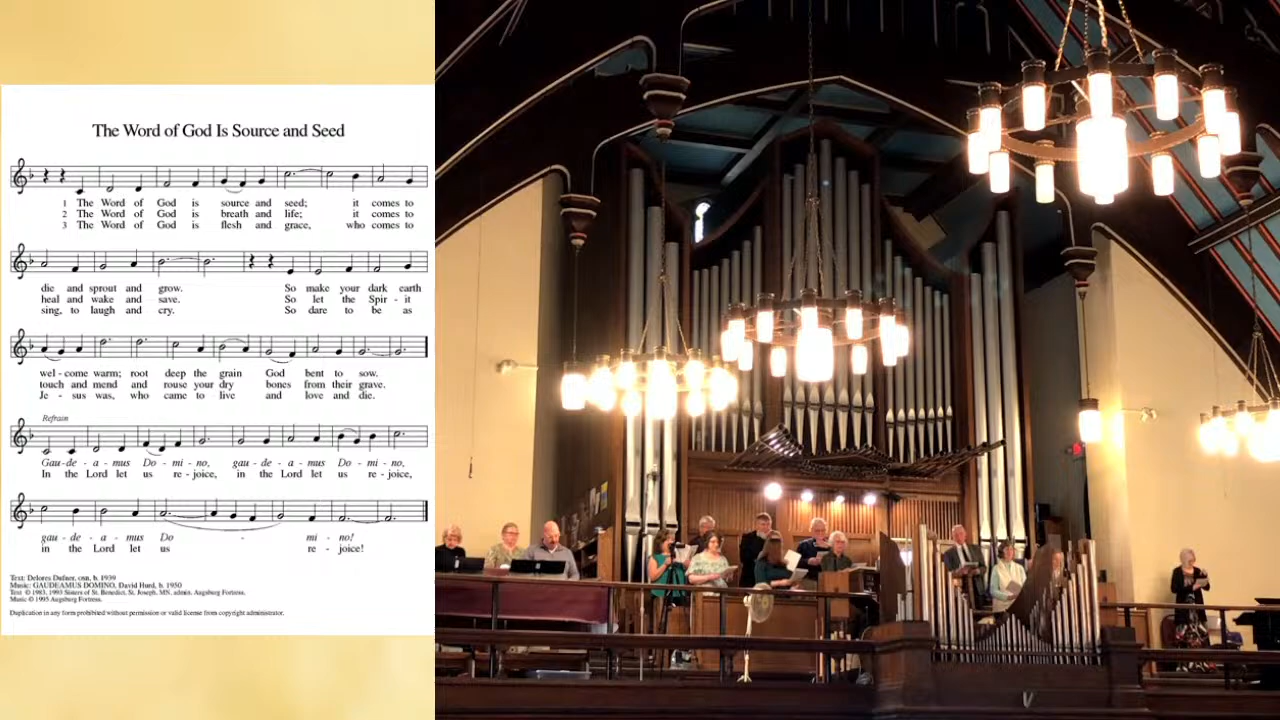 The Word of God Is Source and Seed
1 The Word of God is source and seed; it comes to
2 The Word of God is breath and life; it comes to
3 The Word of God is flesh and grace, who comes to
die and sprout and grow. So make your dark earth
heal and wake and save. So let the Spir - it
sing, to laugh and cry. So dare to be as
wel - come warm; root deep the grain God bent to sow.
touch and mend and rouse your dry bones from their grave.
Je - sus was, who came to live and love and die.
Refrain
Gau - de - a - mus Do - mi - no, gau - de - a - mus Do - mi - no,
In the Lord let us re - joice, in the Lord let us re - joice,
gau - de - a - mus Do - mi - no!
in the Lord let us re - joice!
Text: Delores Dufner, OSB, b. 1939
Music: GAUDEAMUS DOMINO, David Hurd, b. 1950
Text © 1983, 1993 Sisters of St. Benedict, St. Joseph, MN, admin. Augsburg Fortress.
Music © 1995 Augsburg Fortress.
Duplication in any form prohibited without permission or valid license from copyright administrator.